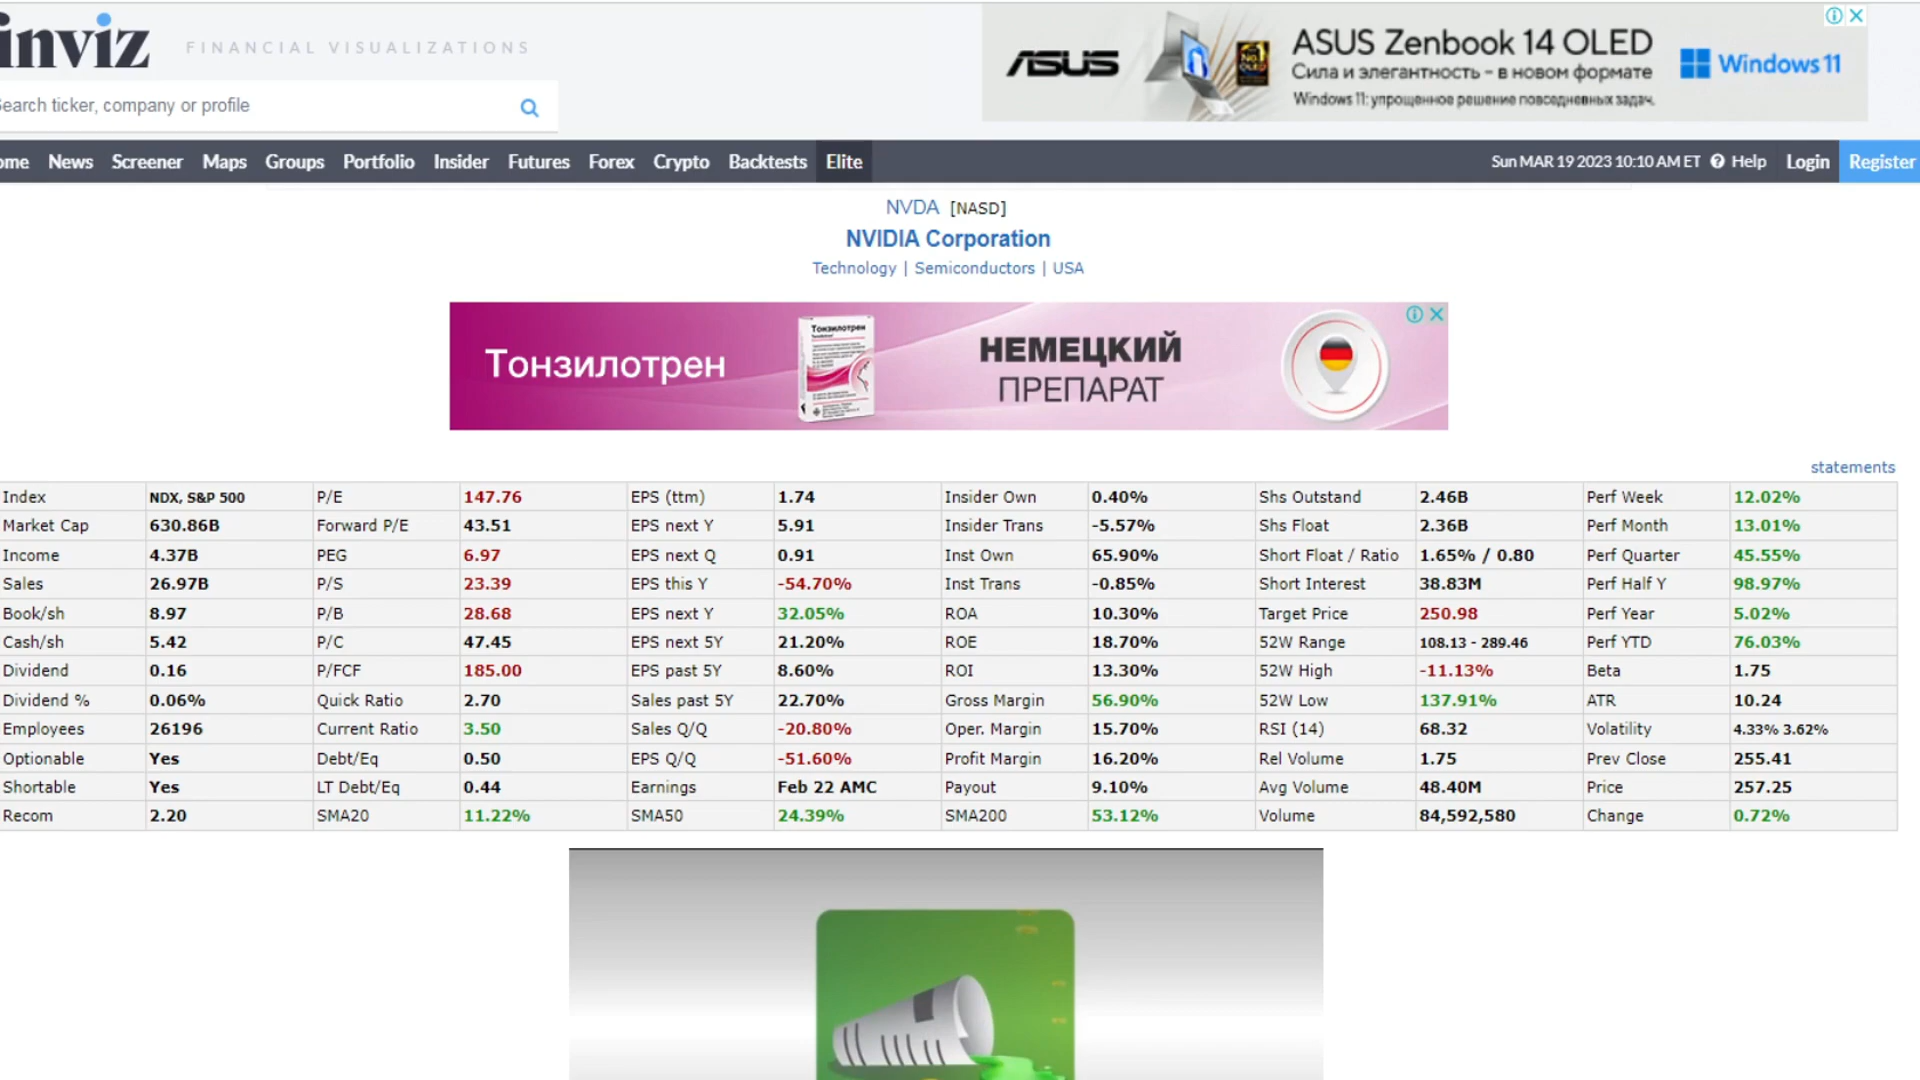 inviz FINANCIAL VISUALIZATIONS
Search ticker, company or profile
ASUS
ASUS Zenbook 14 OLED
Сила и элегантность - в новом формате
Windows 11: упрощенное решение повседневных задач.
Windows 11
ome News Screener Maps Groups Portfolio Insider Futures Forex Crypto Backtests Elite Sun MAR 19 2023 10:10 AM ET Help Login Register
NVDA [NASD]
NVIDIA Corporation
Technology | Semiconductors | USA
Тонзилотрен
Тонзилотрен
НЕМЕЦКИЙ
ПРЕПАРАТ
statements
Index NDX, S&P 500 P/E 147.76 EPS (ttm) 1.74 Insider Own 0.40% Shs Outstand 2.46B Perf Week 12.02%
Market Cap 630.86B Forward P/E 43.51 EPS next Y 5.91 Insider Trans -5.57% Shs Float 2.36B Perf Month 13.01%
Income 4.37B PEG 6.97 EPS next Q 0.91 Inst Own 65.90% Short Float / Ratio 1.65% / 0.80 Perf Quarter 45.55%
Sales 26.97B P/S 23.39 EPS this Y -54.70% Inst Trans -0.85% Short Interest 38.83M Perf Half Y 98.97%
Book/sh 8.97 P/B 28.68 EPS next Y 32.05% ROA 10.30% Target Price 250.98 Perf Year 5.02%
Cash/sh 5.42 P/C 47.45 EPS next 5Y 21.20% ROE 18.70% 52W Range 108.13 - 289.46 Perf YTD 76.03%
Dividend 0.16 P/FCF 185.00 EPS past 5Y 8.60% ROI 13.30% 52W High -11.13% Beta 1.75
Dividend % 0.06% Quick Ratio 2.70 Sales past 5Y 22.70% Gross Margin 56.90% 52W Low 137.91% ATR 10.24
Employees 26196 Current Ratio 3.50 Sales Q/Q -20.80% Oper. Margin 15.70% RSI (14) 68.32 Volatility 4.33% 3.62%
Optionable Yes Debt/Eq 0.50 EPS Q/Q -51.60% Profit Margin 16.20% Rel Volume 1.75 Prev Close 255.41
Shortable Yes LT Debt/Eq 0.44 Earnings Feb 22 AMC Payout 9.10% Avg Volume 48.40M Price 257.25
Recom 2.20 SMA20 11.22% SMA50 24.39% SMA200 53.12% Volume 84,592,580 Change 0.72%